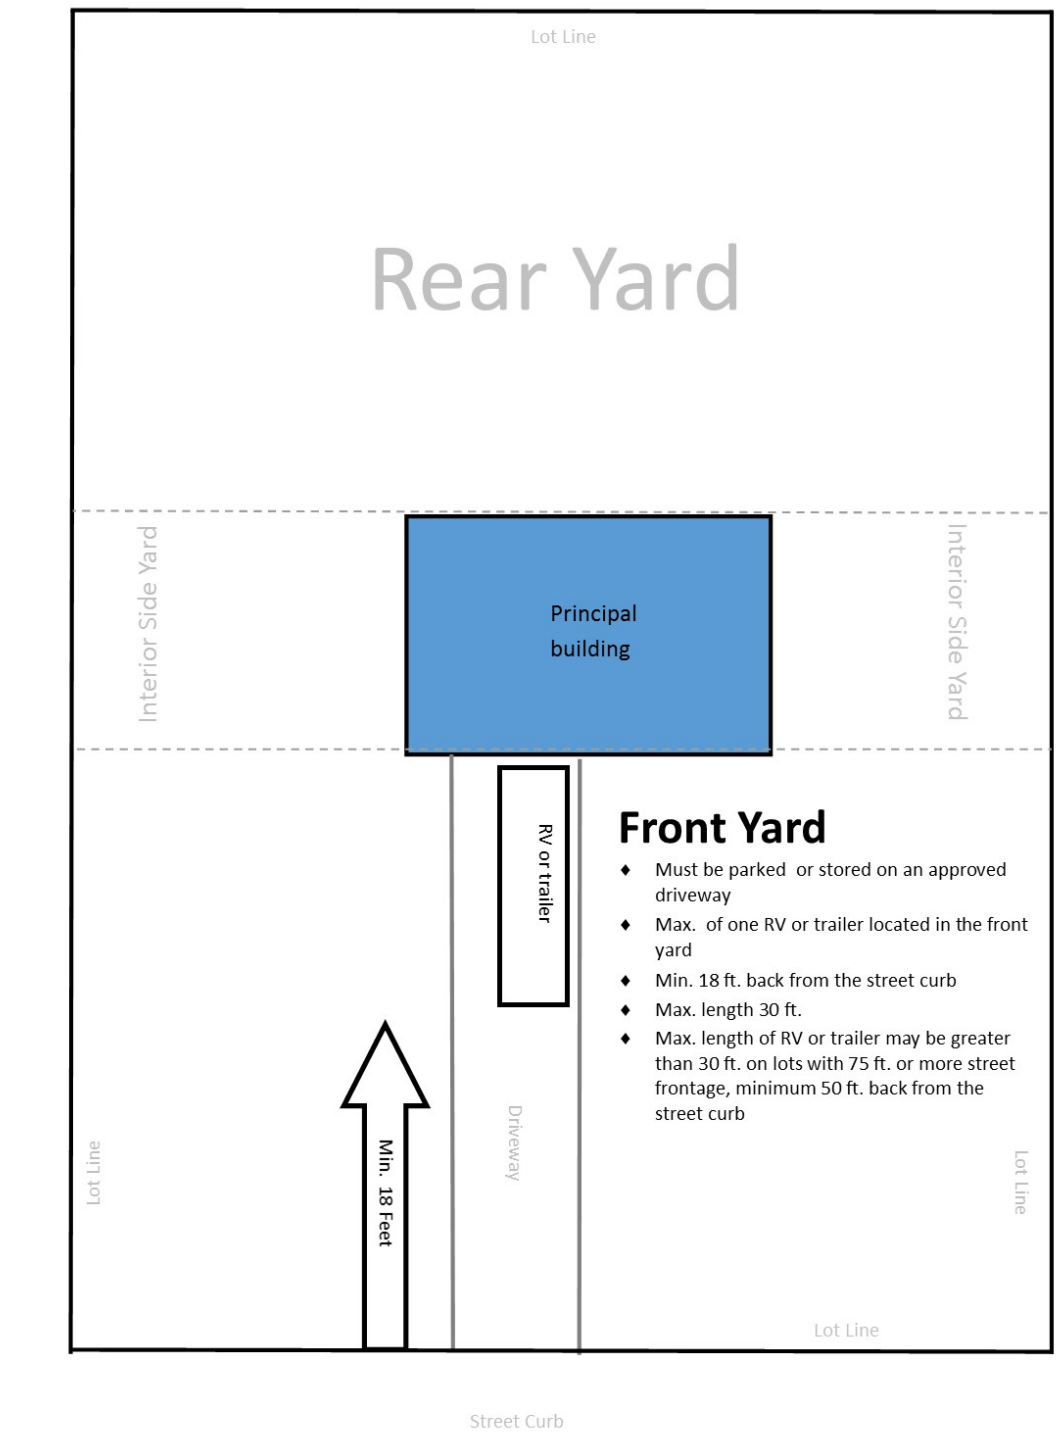 Lot Line
Rear Yard
Interior Side Yard
Principal
building
Interior Side Yard
RV or trailer
Front Yard
♦ Must be parked  or stored on an approved
driveway
♦ Max.  of one RV or trailer located in the front
yard
♦ Min. 18 ft. back from the street curb
♦ Max. length 30 ft.
♦ Max. length of RV or trailer may be greater
than 30 ft. on lots with 75 ft. or more street
frontage, minimum 50 ft. back from the
street curb
Lot Line
Min.  18 Feet
Driveway
Lot Line
Lot Line
Street Curb